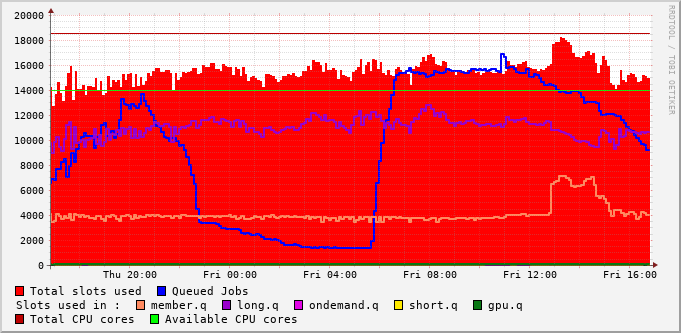 20000
18000
16000
14000
12000
10000
8000
6000
4000
2000
0
Thu 20:00 Fri 00:00 Fri 04:00 Fri 08:00 Fri 12:00 Fri 16:00
RRDTOOL / TOBI OETIKER
Total slots used Queued Jobs
Slots used in : member.q long.q ondemand.q short.q gpu.q
Total CPU cores Available CPU cores